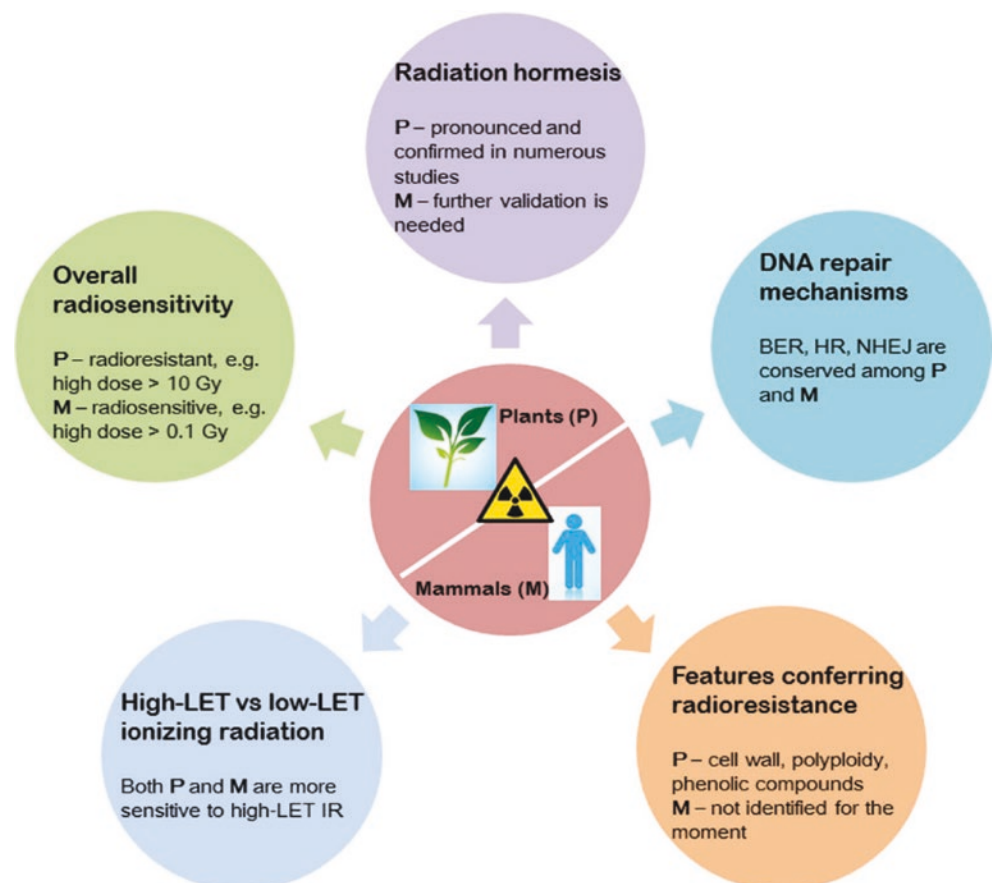 Radiation hormesis
P – pronounced and
confirmed in numerous
studies
M – further validation is
needed
Overall
radiosensitivity
P – radioresistant, e.g.
high dose > 10 Gy
M – radiosensitive, e.g.
high dose > 0.1 Gy
DNA repair
mechanisms
BER, HR, NHEJ are
conserved among P
and M
Plants (P)
Mammals (M)
High-LET vs low-LET
ionizing radiation
Both P and M are more
sensitive to high-LET IR
Features conferring
radioresistance
P – cell wall, polyploidy,
phenolic compounds
M – not identified for the
moment